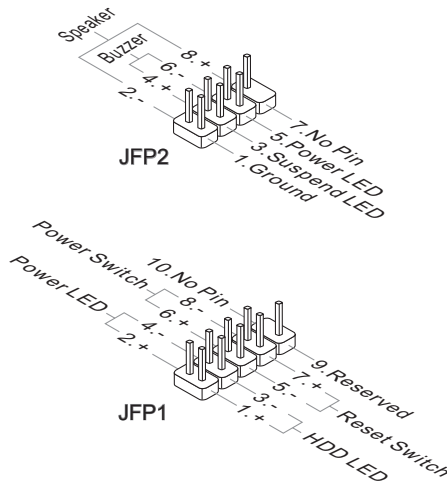 Speaker
Buzzer
8.+
6.-
4.+
2.-
7.No Pin
5.Power LED
3.Suspend LED
1.Ground
JFP2
Power Switch
Power LED
10.No Pin
8.-
6.+
4.-
2.+
9.Reserved
7.+
5.-
3.-
1.+
Reset Switch
HDD LED
JFP1